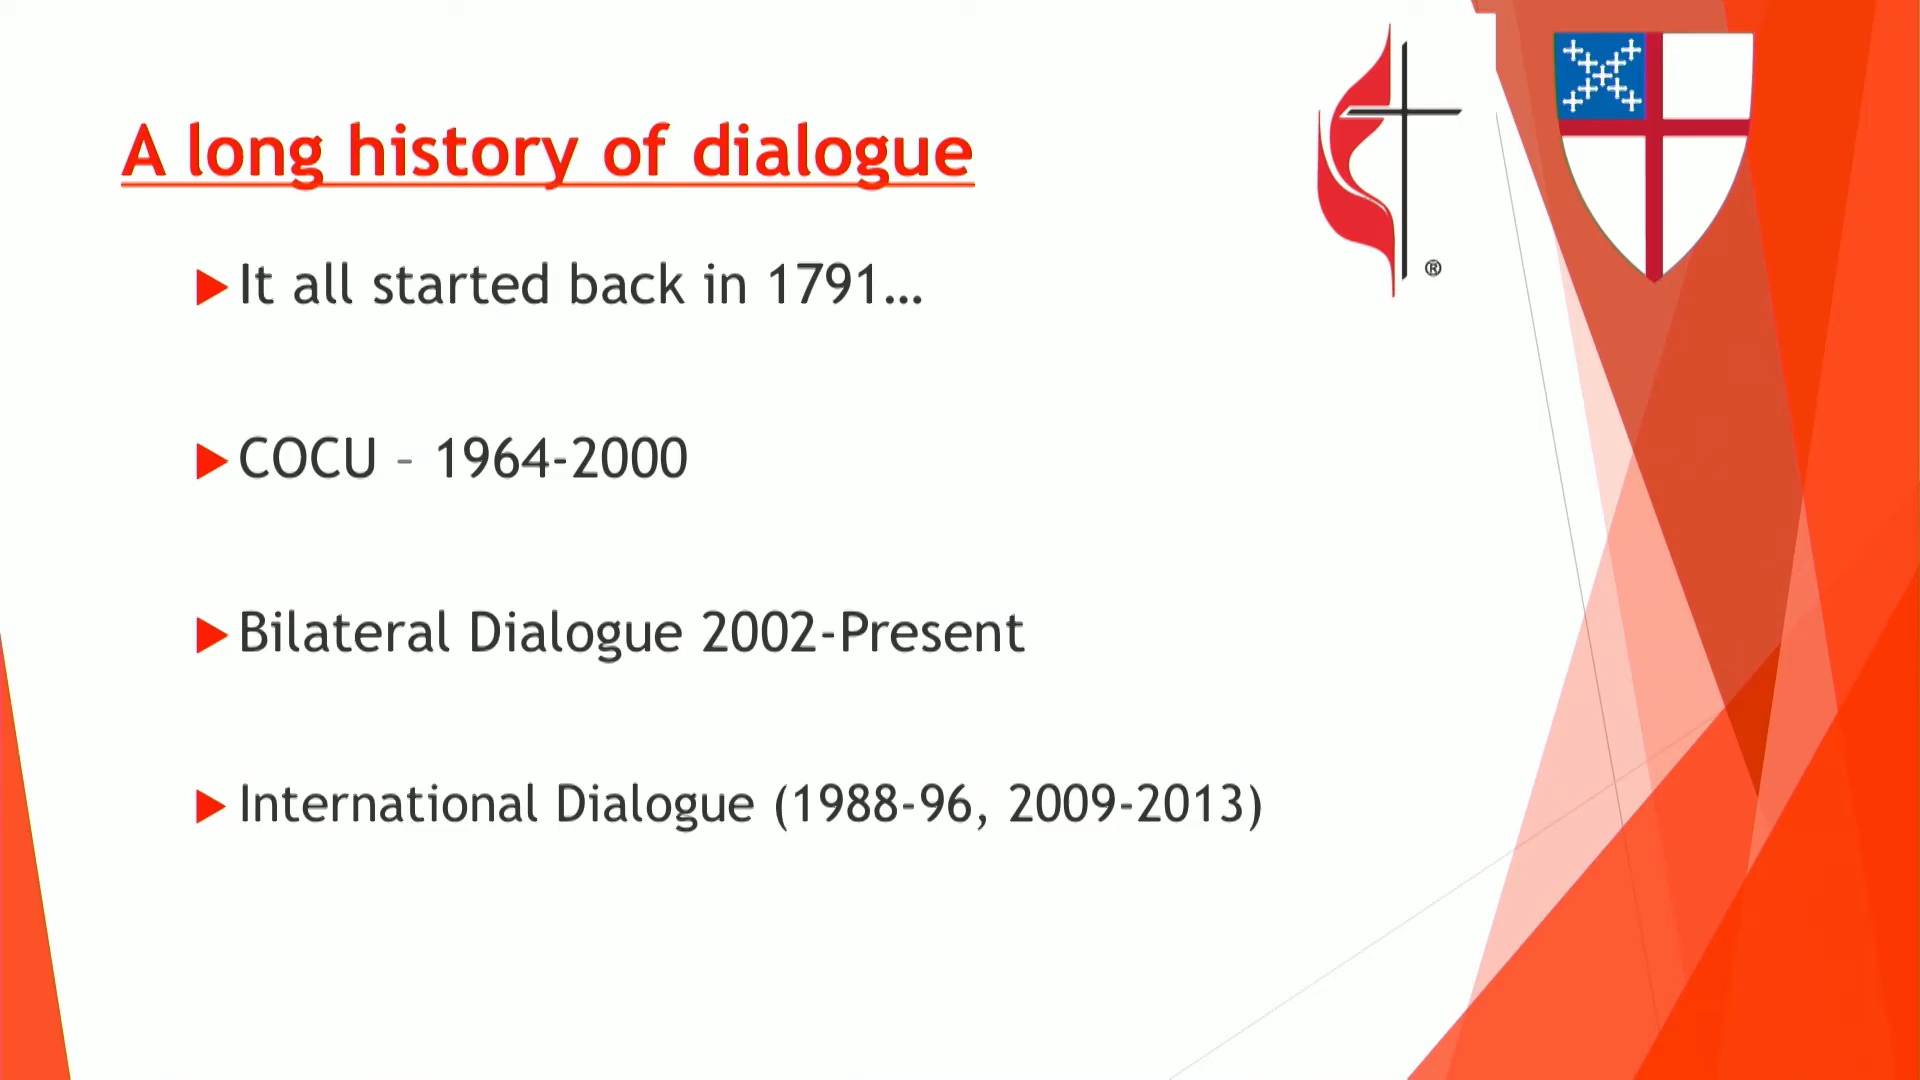 A long history of dialogue
It all started back in 1791…
COCU – 1964-2000
Bilateral Dialogue 2002-Present
International Dialogue (1988-96, 2009-2013)
®